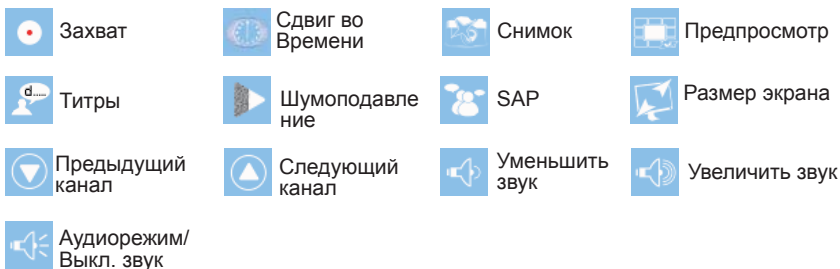 Захват
Сдвиг во
Времени
Снимок
Предпросмотр
d.....
Титры
Шумоподавле
ние
SAP
Размер экрана
Предыдущий
канал
Следующий
канал
Уменьшить
звук
Увеличить звук
Аудиорежим/
Выкл. звук